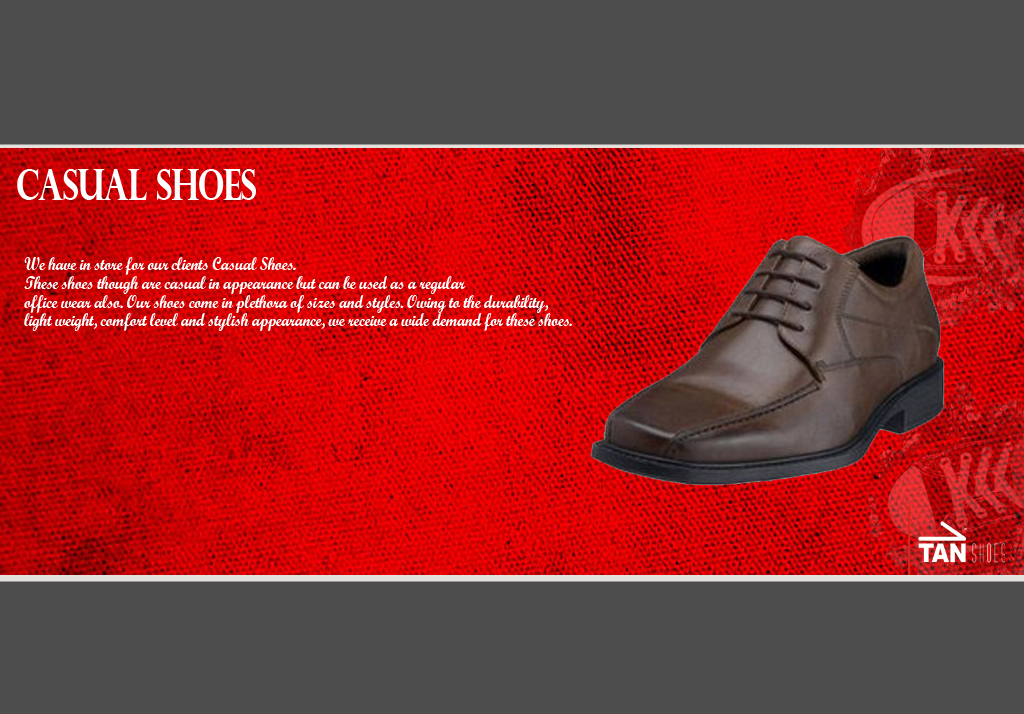 CASUAL SHOES
We have in store for our clients Casual Shoes.
These shoes though are casual in appearance but can be used as a regular
office wear also. Our shoes come in plethora of sizes and styles. Owing to the durability,
light weight, comfort level and stylish appearance, we receive a wide demand for these shoes.
TAN SHOES